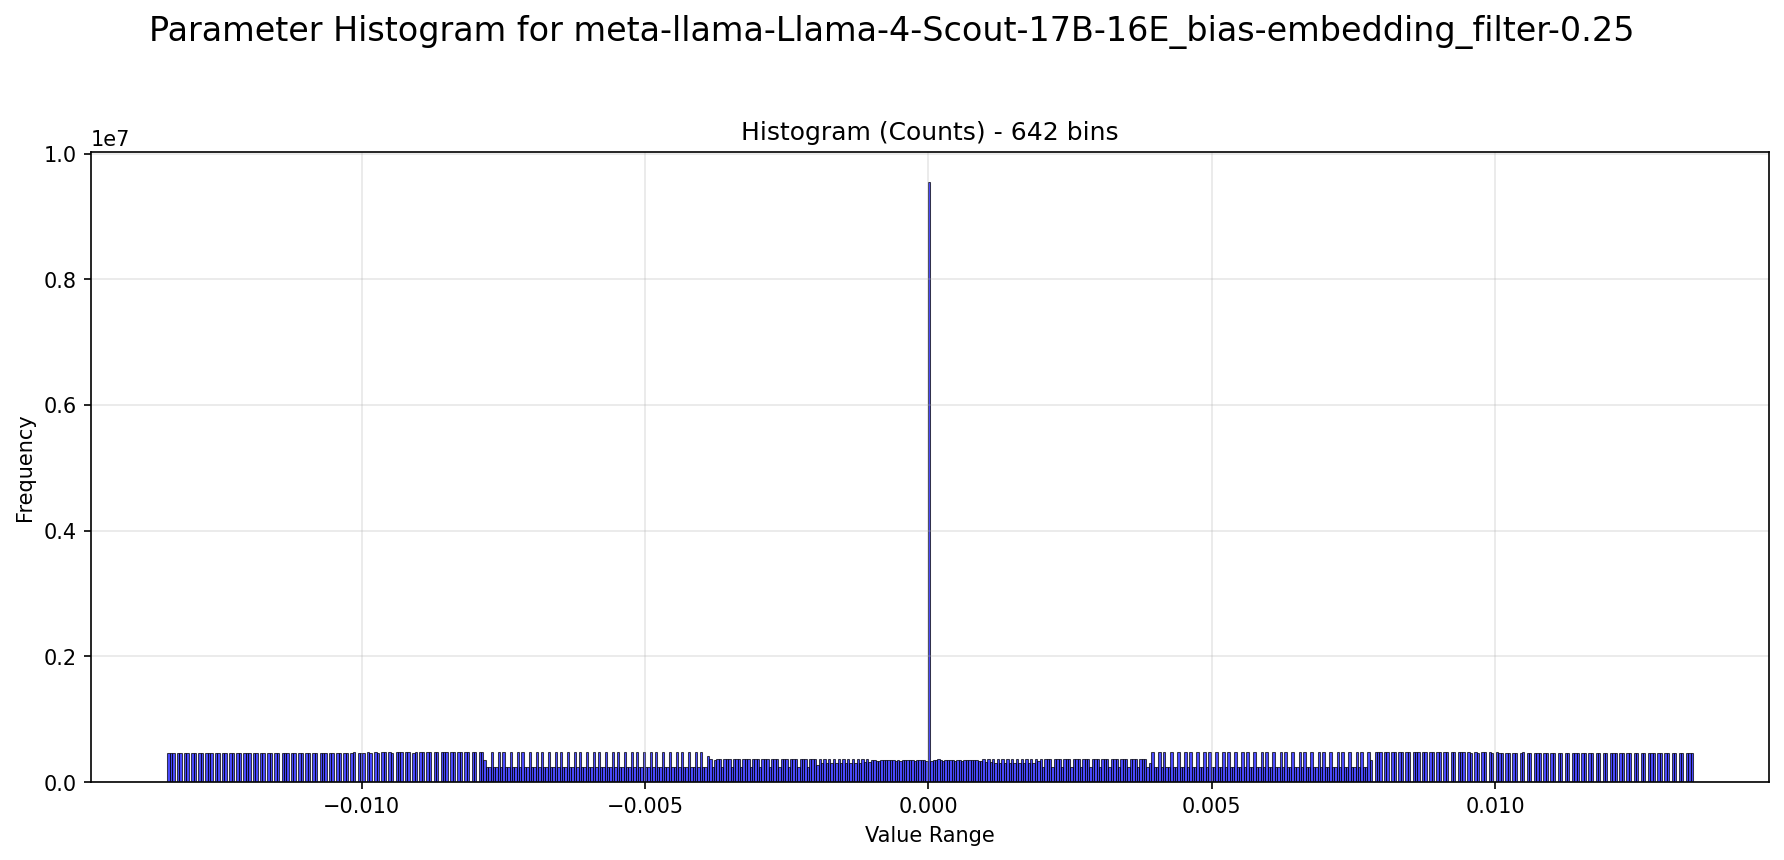 Parameter Histogram for meta-llama-Llama-4-Scout-17B-16E_bias-embedding_filter-0.25
Histogram (Counts) - 642 bins
1e7
1.0
0.8
0.6
0.4
0.2
0.0
Frequency
−0.010
−0.005
0.000
0.005
0.010
Value Range